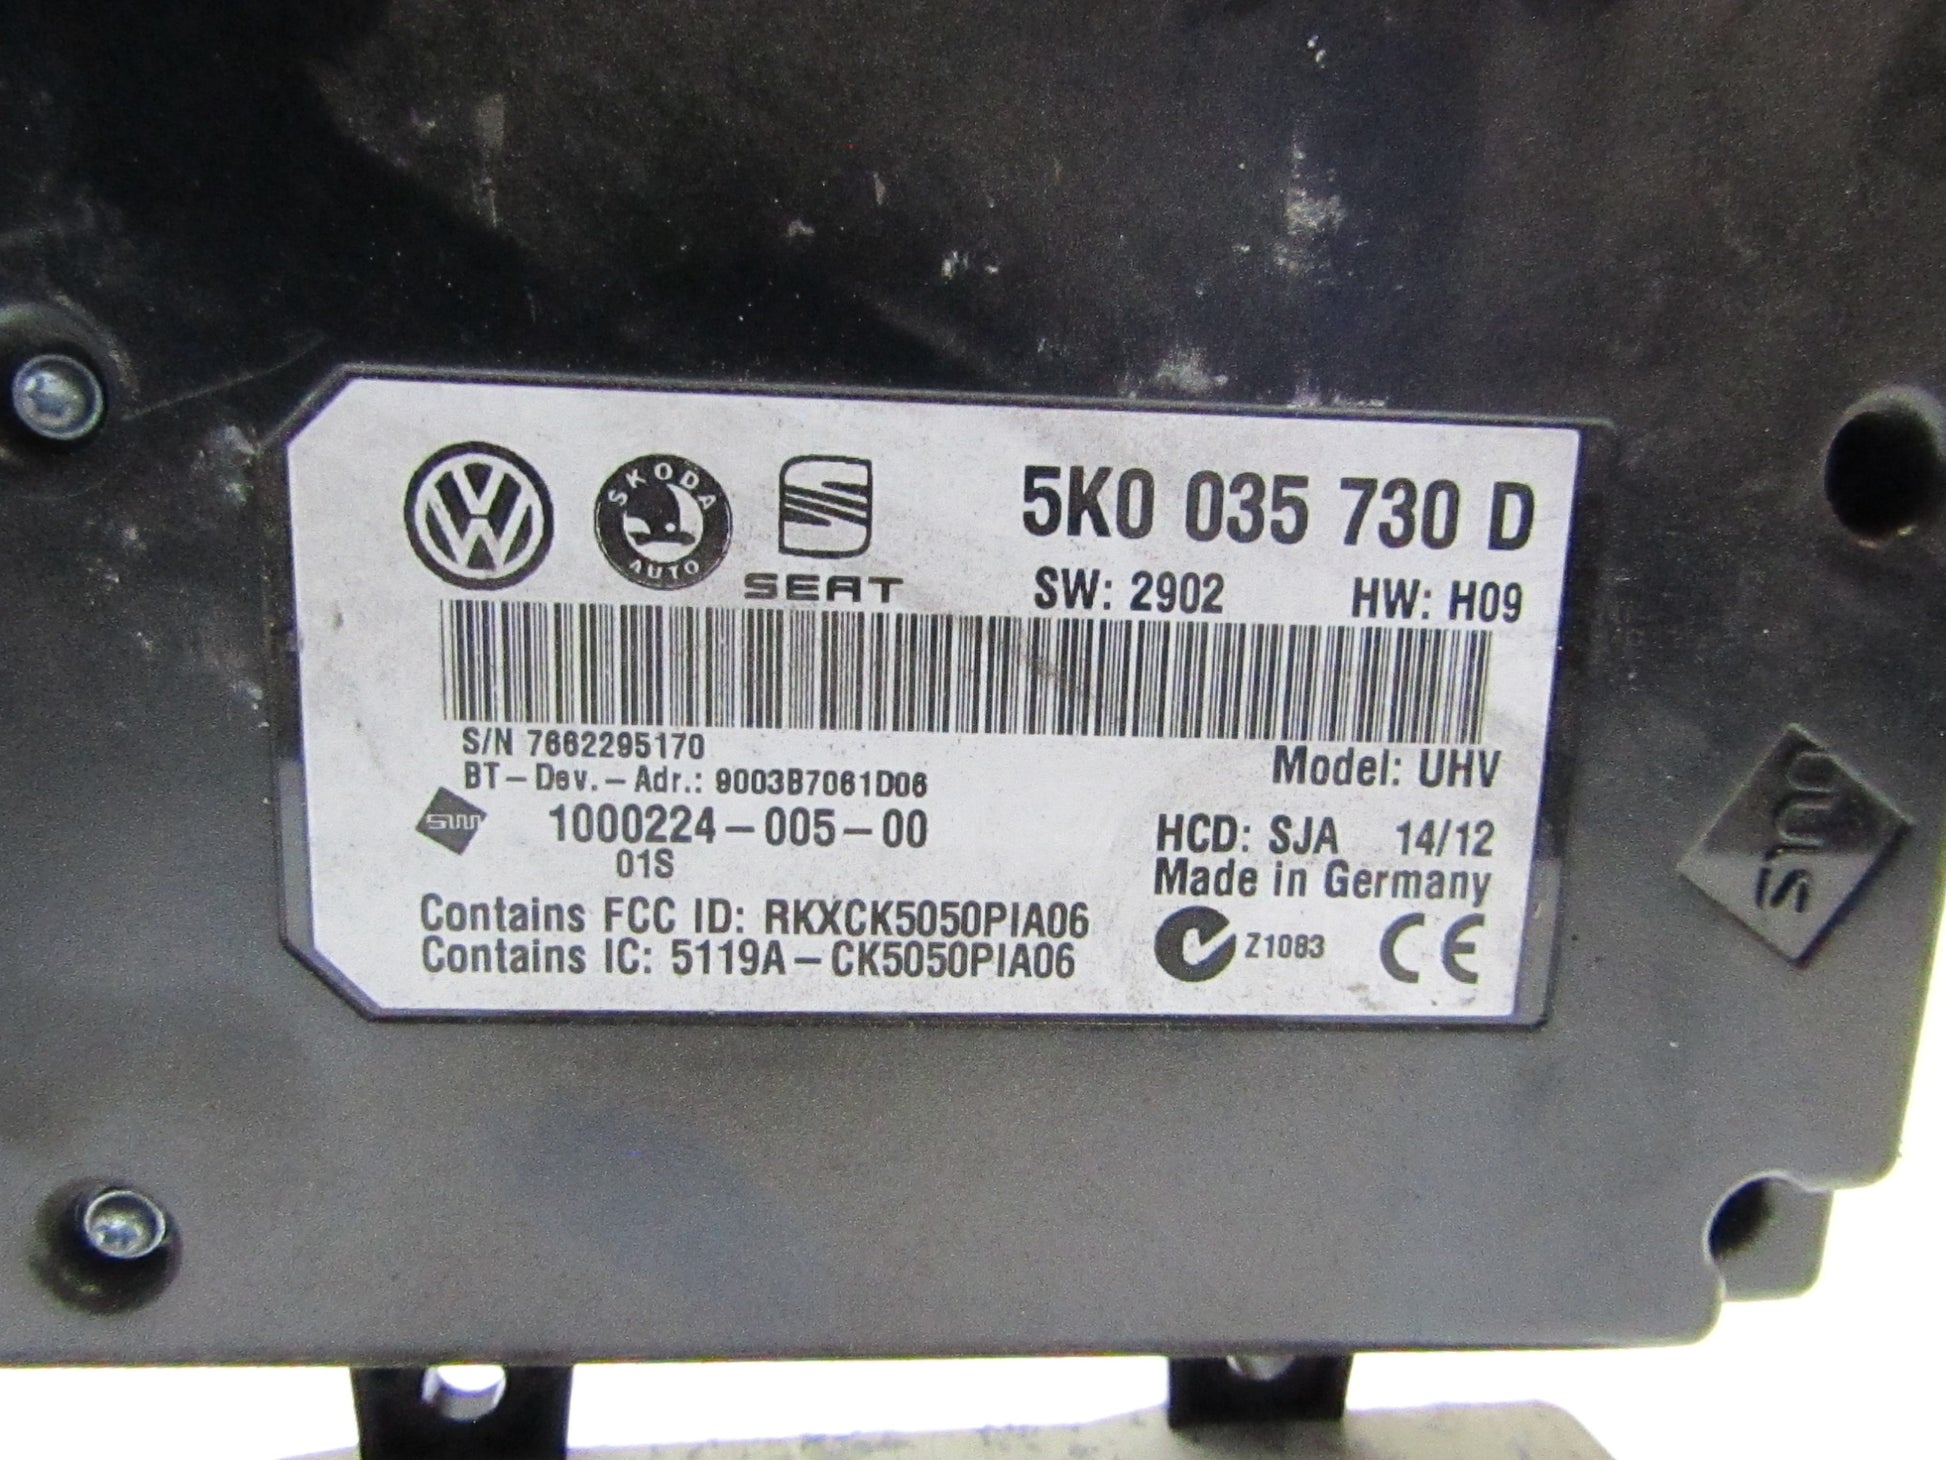 SKODA AUTO
SEAT
5K0 035 730 D
SW: 2902 HW: H09
S/N 7662295170
BT-Dev.-Adr.: 9003B7061D06
Model: UHV
SW 1000224-005-00
01S
HCD: SJA 14/12
Made in Germany
Contains FCC ID: RKXCK5050PIA06
Contains IC: 5119A-CK5050PIA06
Z1083 CE
SW